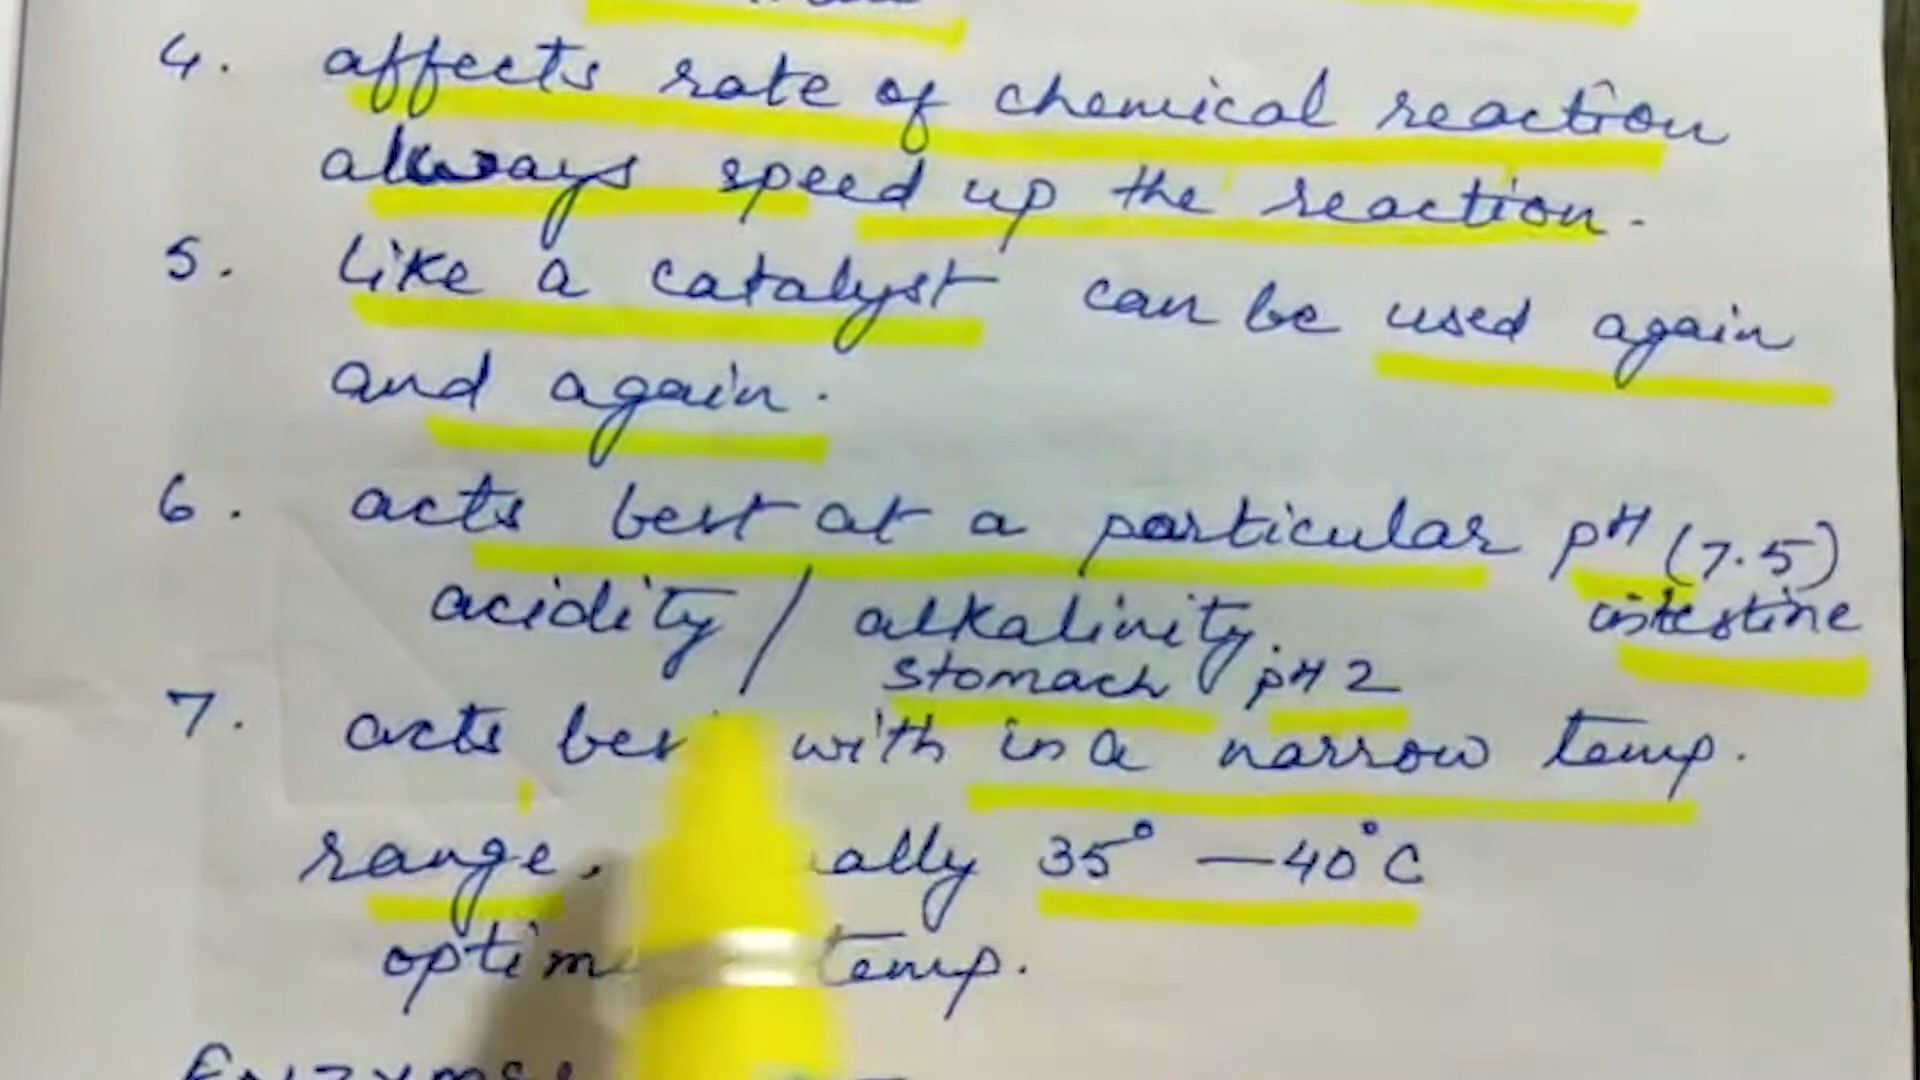 4. affects rate of chemical reaction
always speed up the reaction.
5. like a catalyst can be used again
and again.
6. acts best at a particular pH (7.5)
acidity / alkalinity. intestine
stomach pH 2
7. acts with in a narrow temp.
range, 35° — 40°C
temp.